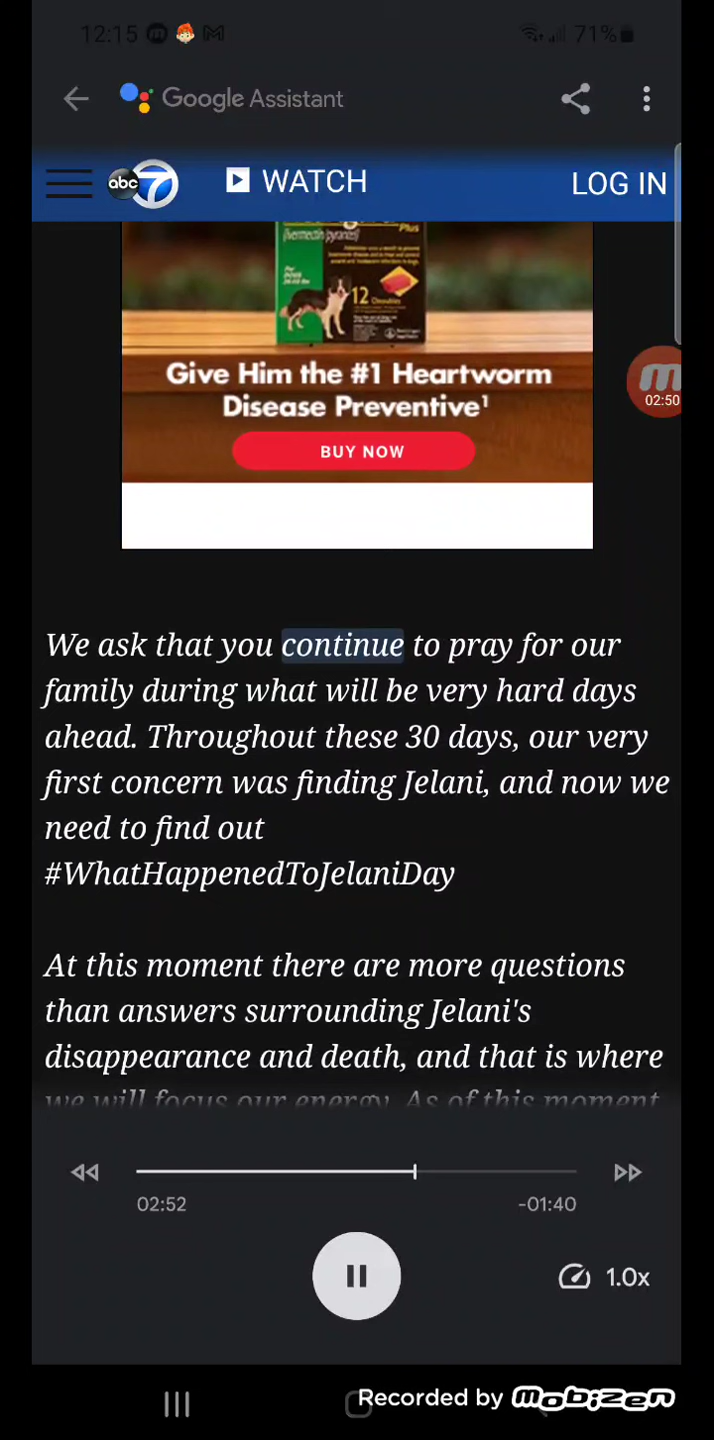 12:15 71%
Google Assistant
abc 7 WATCH LOG IN
Plus
(ivermectin/pyrantel)
12 Chewables
Give Him the #1 Heartworm
Disease Preventive¹
BUY NOW
02:50
We ask that you continue to pray for our
family during what will be very hard days
ahead. Throughout these 30 days, our very
first concern was finding Jelani, and now we
need to find out
#WhatHappenedToJelaniDay
At this moment there are more questions
than answers surrounding Jelani's
disappearance and death, and that is where
we will focus our energy. As of this moment
02:52 -01:40
1.0x
Recorded by mobizen